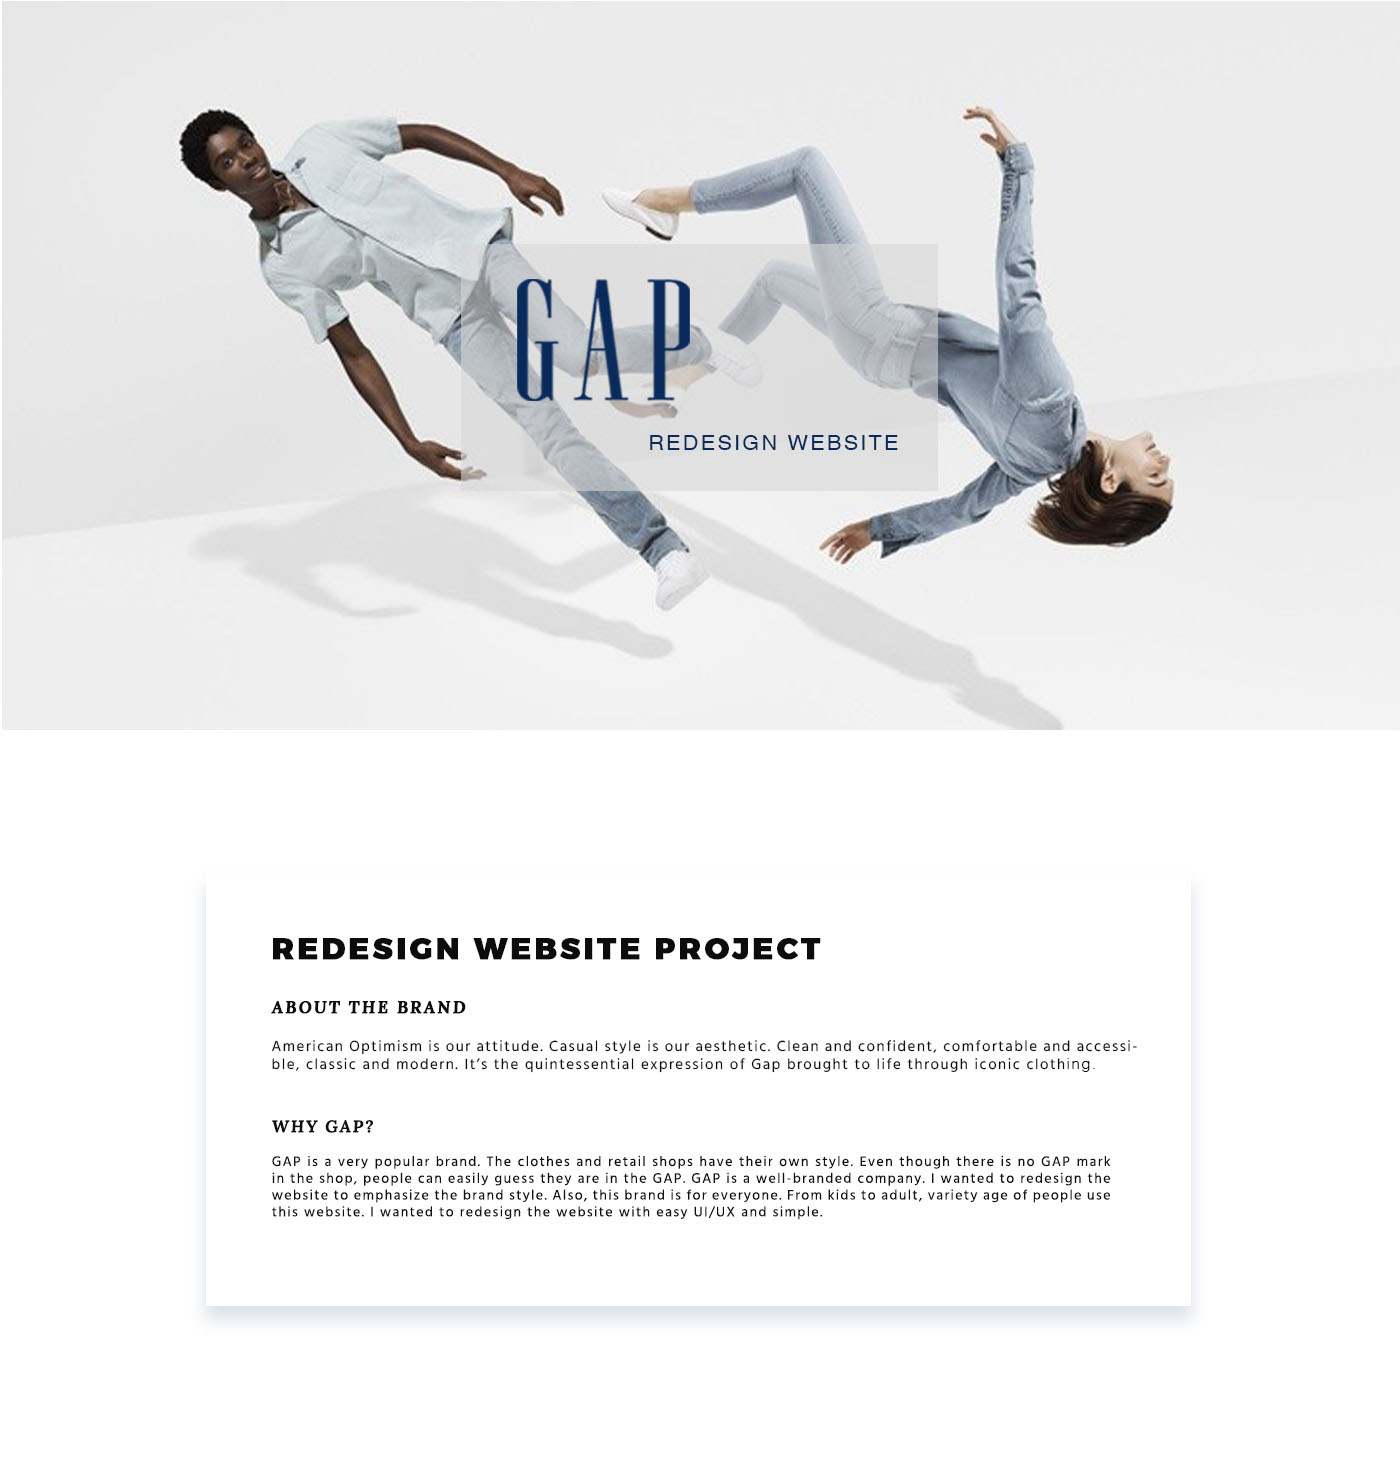 GAP
REDESIGN WEBSITE
REDESIGN WEBSITE PROJECT
ABOUT THE BRAND
American Optimism is our attitude. Casual style is our aesthetic. Clean and confident, comfortable and accessi-
ble, classic and modern. It’s the quintessential expression of Gap brought to life through iconic clothing.
WHY GAP?
GAP is a very popular brand. The clothes and retail shops have their own style. Even though there is no GAP mark
in the shop, people can easily guess they are in the GAP. GAP is a well-branded company. I wanted to redesign the
website to emphasize the brand style. Also, this brand is for everyone. From kids to adult, variety age of people use
this website. I wanted to redesign the website with easy UI/UX and simple.